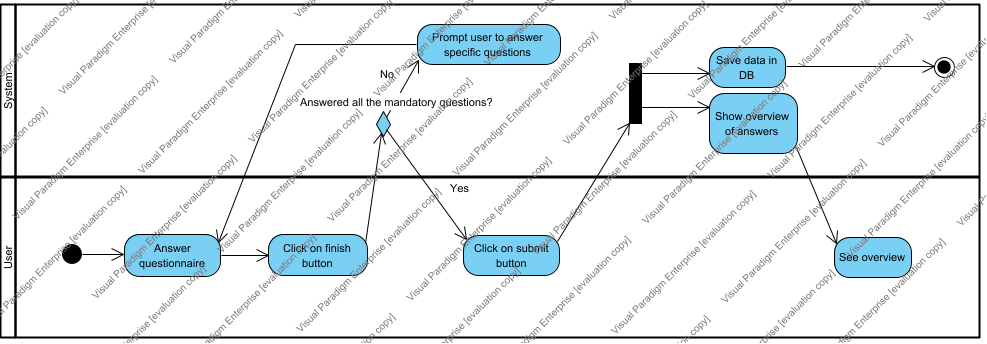 System
Prompt user to answer
specific questions
No
Answered all the mandatory questions?
Save data in
DB
Show overview
of answers
Yes
User
Answer
questionnaire
Click on finish
button
Click on submit
button
See overview
Visual Paradigm Enterprise [evaluation copy]